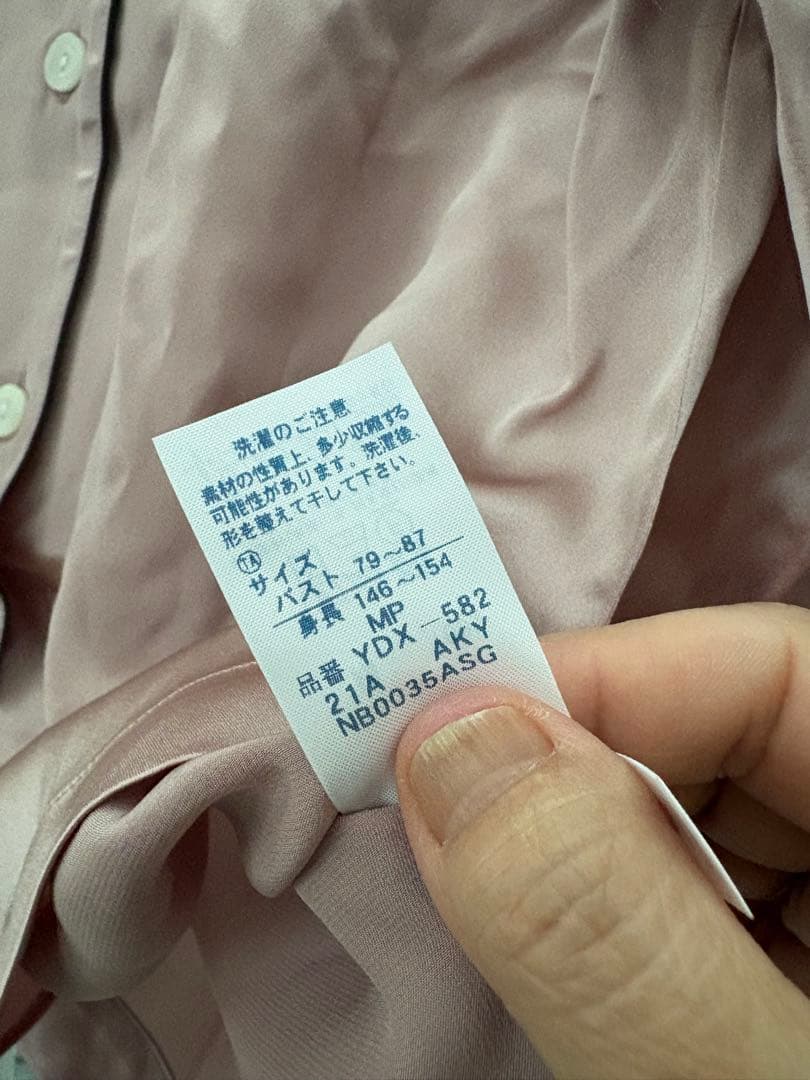 洗濯のご注意
素材の性質上、多少収縮する
可能性があります。洗濯後、
形を整えて干して下さい。
TA
サイズ
バスト 79～87
身長 146～154
MP
品番 YDX－582
21A AKY
NB0035ASG